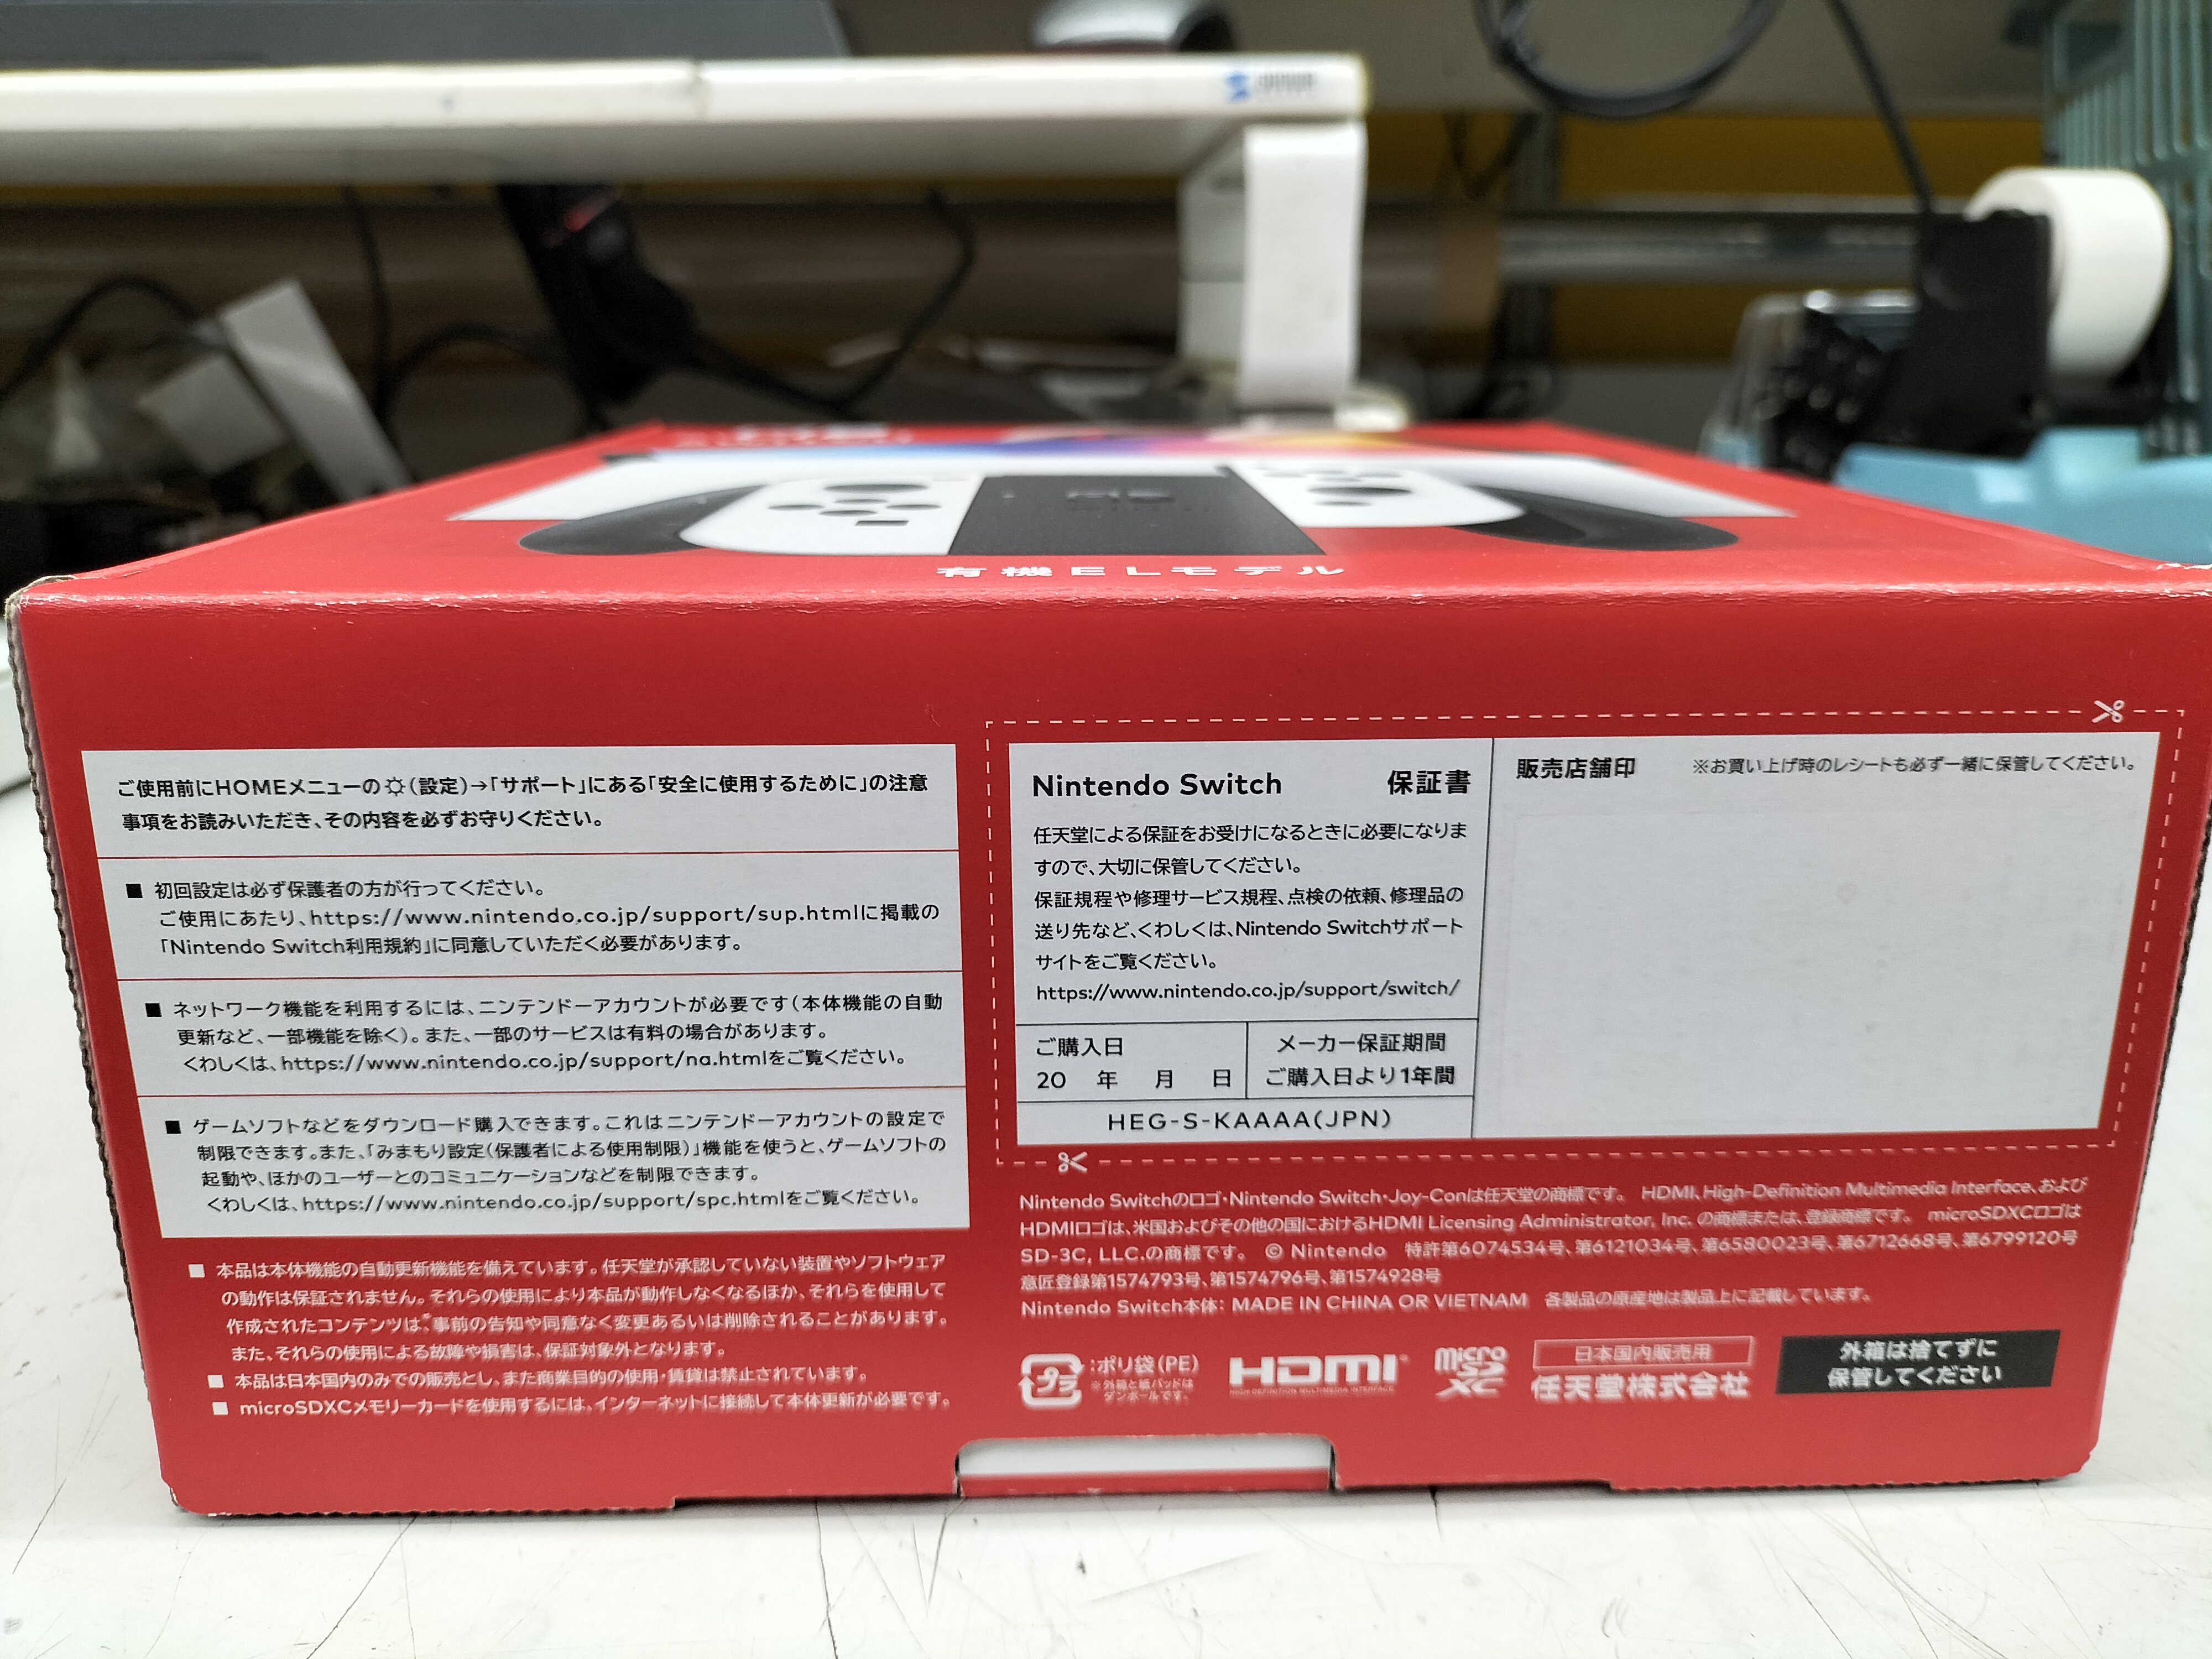 有機ELモデル
ご使用前にHOMEメニューの(設定)→「サポート」にある「安全に使用するために」の注意
事項をお読みいただき、その内容を必ずお守りください。
■ 初回設定は必ず保護者の方が行ってください。
ご使用にあたり、https://www.nintendo.co.jp/support/sup.htmlに掲載の
「Nintendo Switch利用規約」に同意していただく必要があります。
■ ネットワーク機能を利用するには、ニンテンドーアカウントが必要です(本体機能の自動
更新など、一部機能を除く)。また、一部のサービスは有料の場合があります。
くわしくは、https://www.nintendo.co.jp/support/na.htmlをご覧ください。
■ ゲームソフトなどをダウンロード購入できます。これはニンテンドーアカウントの設定で
制限できます。また、「みまもり設定(保護者による使用制限)」機能を使うと、ゲームソフトの
起動や、ほかのユーザーとのコミュニケーションなどを制限できます。
くわしくは、https://www.nintendo.co.jp/support/spc.htmlをご覧ください。
■ 本品は本体機能の自動更新機能を備えています。任天堂が承認していない装置やソフトウェア
の動作は保証されません。それらの使用により本品が動作しなくなるほか、それらを使用して
作成されたコンテンツは、事前の告知や同意なく変更あるいは削除されることがあります。
また、それらの使用による故障や損害は、保証対象外となります。
■ 本品は日本国内のみでの販売とし、また商業目的の使用・賃貸は禁止されています。
■ microSDXCメモリーカードを使用するには、インターネットに接続して本体更新が必要です。
Nintendo Switch 保証書
任天堂による保証をお受けになるときに必要になりま
すので、大切に保管してください。
保証規程や修理サービス規程、点検の依頼、修理品の
送り先など、くわしくは、Nintendo Switchサポート
サイトをご覧ください。
https://www.nintendo.co.jp/support/switch/
ご購入日
20 年 月 日
メーカー保証期間
ご購入日より1年間
HEG-S-KAAAA(JPN)
販売店舗印 ※お買い上げ時のレシートも必ず一緒に保管してください。
Nintendo Switchのロゴ・Nintendo Switch・Joy-Conは任天堂の商標です。 HDMI、High-Definition Multimedia Interface、および
HDMIロゴは、米国およびその他の国におけるHDMI Licensing Administrator, Inc. の商標または、登録商標です。 microSDXCロゴは
SD-3C, LLC.の商標です。 © Nintendo 特許第6074534号、第6121034号、第6580023号、第6712668号、第6799120号
意匠登録第1574793号、第1574796号、第1574928号
Nintendo Switch本体: MADE IN CHINA OR VIETNAM 各製品の原産地は製品上に記載しています。
プラ :ポリ袋(PE)
※外箱と紙パッドは
ダンボールです。
HDMI
HIGH-DEFINITION MULTIMEDIA INTERFACE
micro
SD
XC
日本国内販売用
任天堂株式会社
外箱は捨てずに
保管してください